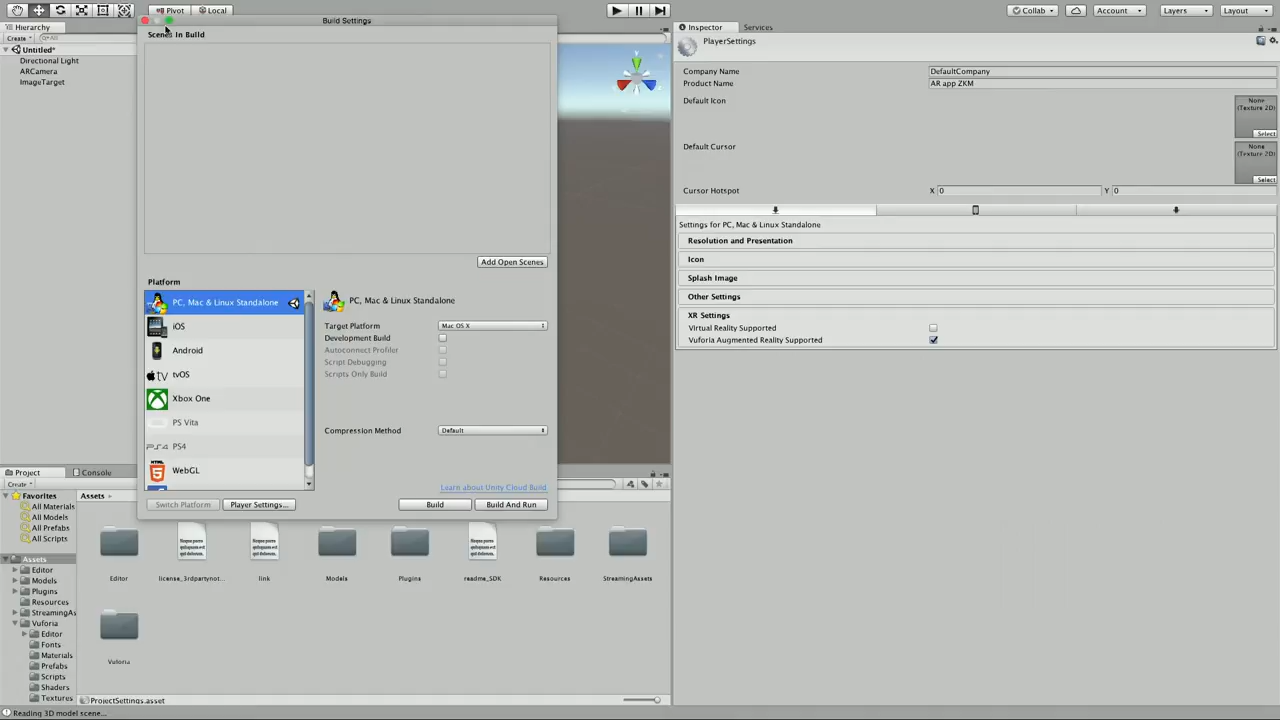 Pivot
Local
Collab
Account
Layers
Layout
Hierarchy
Create
All
Untitled*
Directional Light
ARCamera
ImageTarget
Build Settings
Scenes In Build
Add Open Scenes
Platform
PC, Mac & Linux Standalone
iOS
Android
tvOS
Xbox One
PS Vita
PS4
WebGL
PC, Mac & Linux Standalone
Target Platform
Mac OS X
Development Build
Autoconnect Profiler
Script Debugging
Scripts Only Build
Compression Method
Default
Learn about Unity Cloud Build
Switch Platform
Player Settings...
Build
Build And Run
Inspector
Services
PlayerSettings
Company Name
DefaultCompany
Product Name
AR app ZKM
Default Icon
None
(Texture 2D)
Select
Default Cursor
None
(Texture 2D)
Select
Cursor Hotspot
X 0
Y 0
Settings for PC, Mac & Linux Standalone
Resolution and Presentation
Icon
Splash Image
Other Settings
XR Settings
Virtual Reality Supported
Vuforia Augmented Reality Supported
Project
Console
Create
Favorites
All Materials
All Models
All Prefabs
All Scripts
Assets
Editor
Models
Plugins
Resources
StreamingAs
Vuforia
Editor
Fonts
Materials
Prefabs
Scripts
Shaders
Textures
Assets
Editor
license_3rdpartynot...
link
Models
Plugins
readme_SDK
Resources
StreamingAssets
Vuforia
ProjectSettings.asset
Reading 3D model scene...